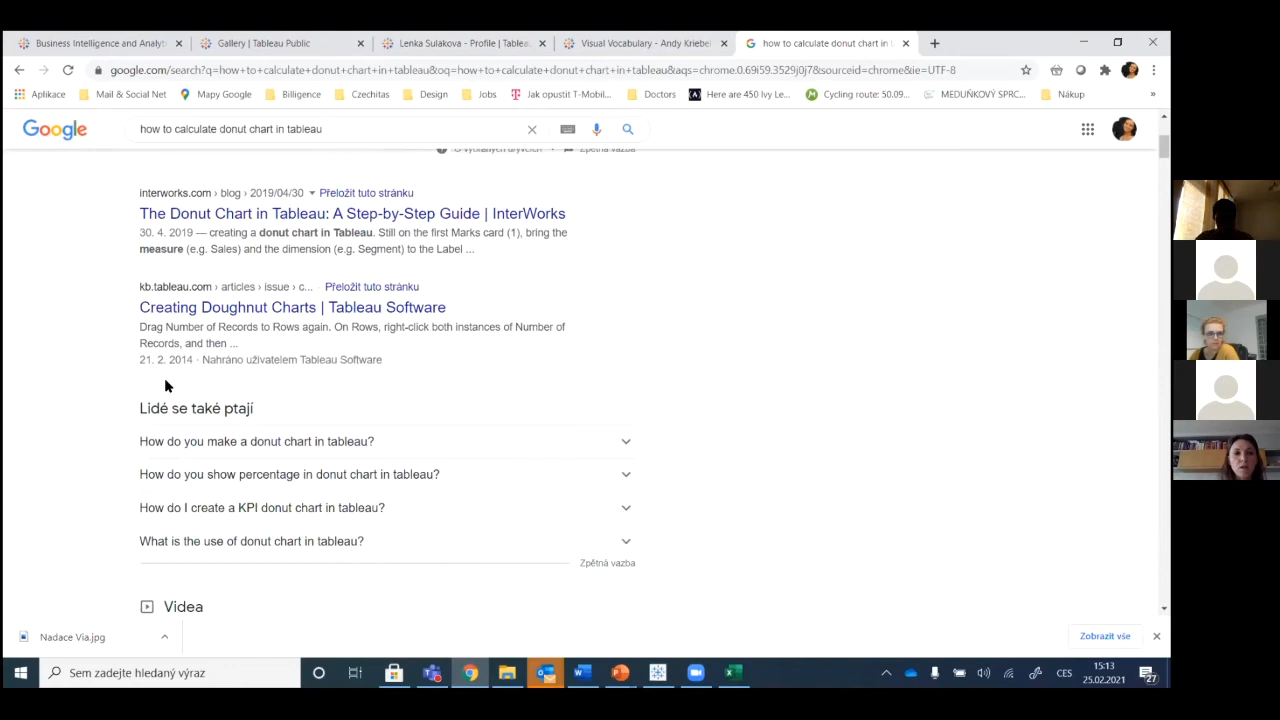 Business Intelligence and Analyt
Gallery | Tableau Public
Lenka Sulakova - Profile | Tablea
Visual Vocabulary - Andy Kriebel
how to calculate donut chart in
google.com/search?q=how+to+calculate+donut+chart+in+tableau&oq=how+to+calculate+donut+chart+in+tableau&aqs=chrome.0.69i59.3529j0j7&sourceid=chrome&ie=UTF-8
Aplikace
Mail & Social Net
Mapy Google
Billigence
Czechitas
Design
Jobs
Jak opustit T-Mobil...
Doctors
Here are 450 Ivy Le...
Cycling route: 50.09...
MEDUŇKOVÝ SPRC...
Nákup
»
Google
how to calculate donut chart in tableau
Zpětná vazba
interworks.com › blog › 2019/04/30 Přeložit tuto stránku
The Donut Chart in Tableau: A Step-by-Step Guide | InterWorks
30. 4. 2019 — creating a donut chart in Tableau. Still on the first Marks card (1), bring the
measure (e.g. Sales) and the dimension (e.g. Segment) to the Label ...
kb.tableau.com › articles › issue › c... Přeložit tuto stránku
Creating Doughnut Charts | Tableau Software
Drag Number of Records to Rows again. On Rows, right-click both instances of Number of
Records, and then ...
21. 2. 2014 · Nahráno uživatelem Tableau Software
Lidé se také ptají
How do you make a donut chart in tableau?
How do you show percentage in donut chart in tableau?
How do I create a KPI donut chart in tableau?
What is the use of donut chart in tableau?
Zpětná vazba
Videa
Nadace Via.jpg
Zobrazit vše
Sem zadejte hledaný výraz
CES
15:13
25.02.2021
27